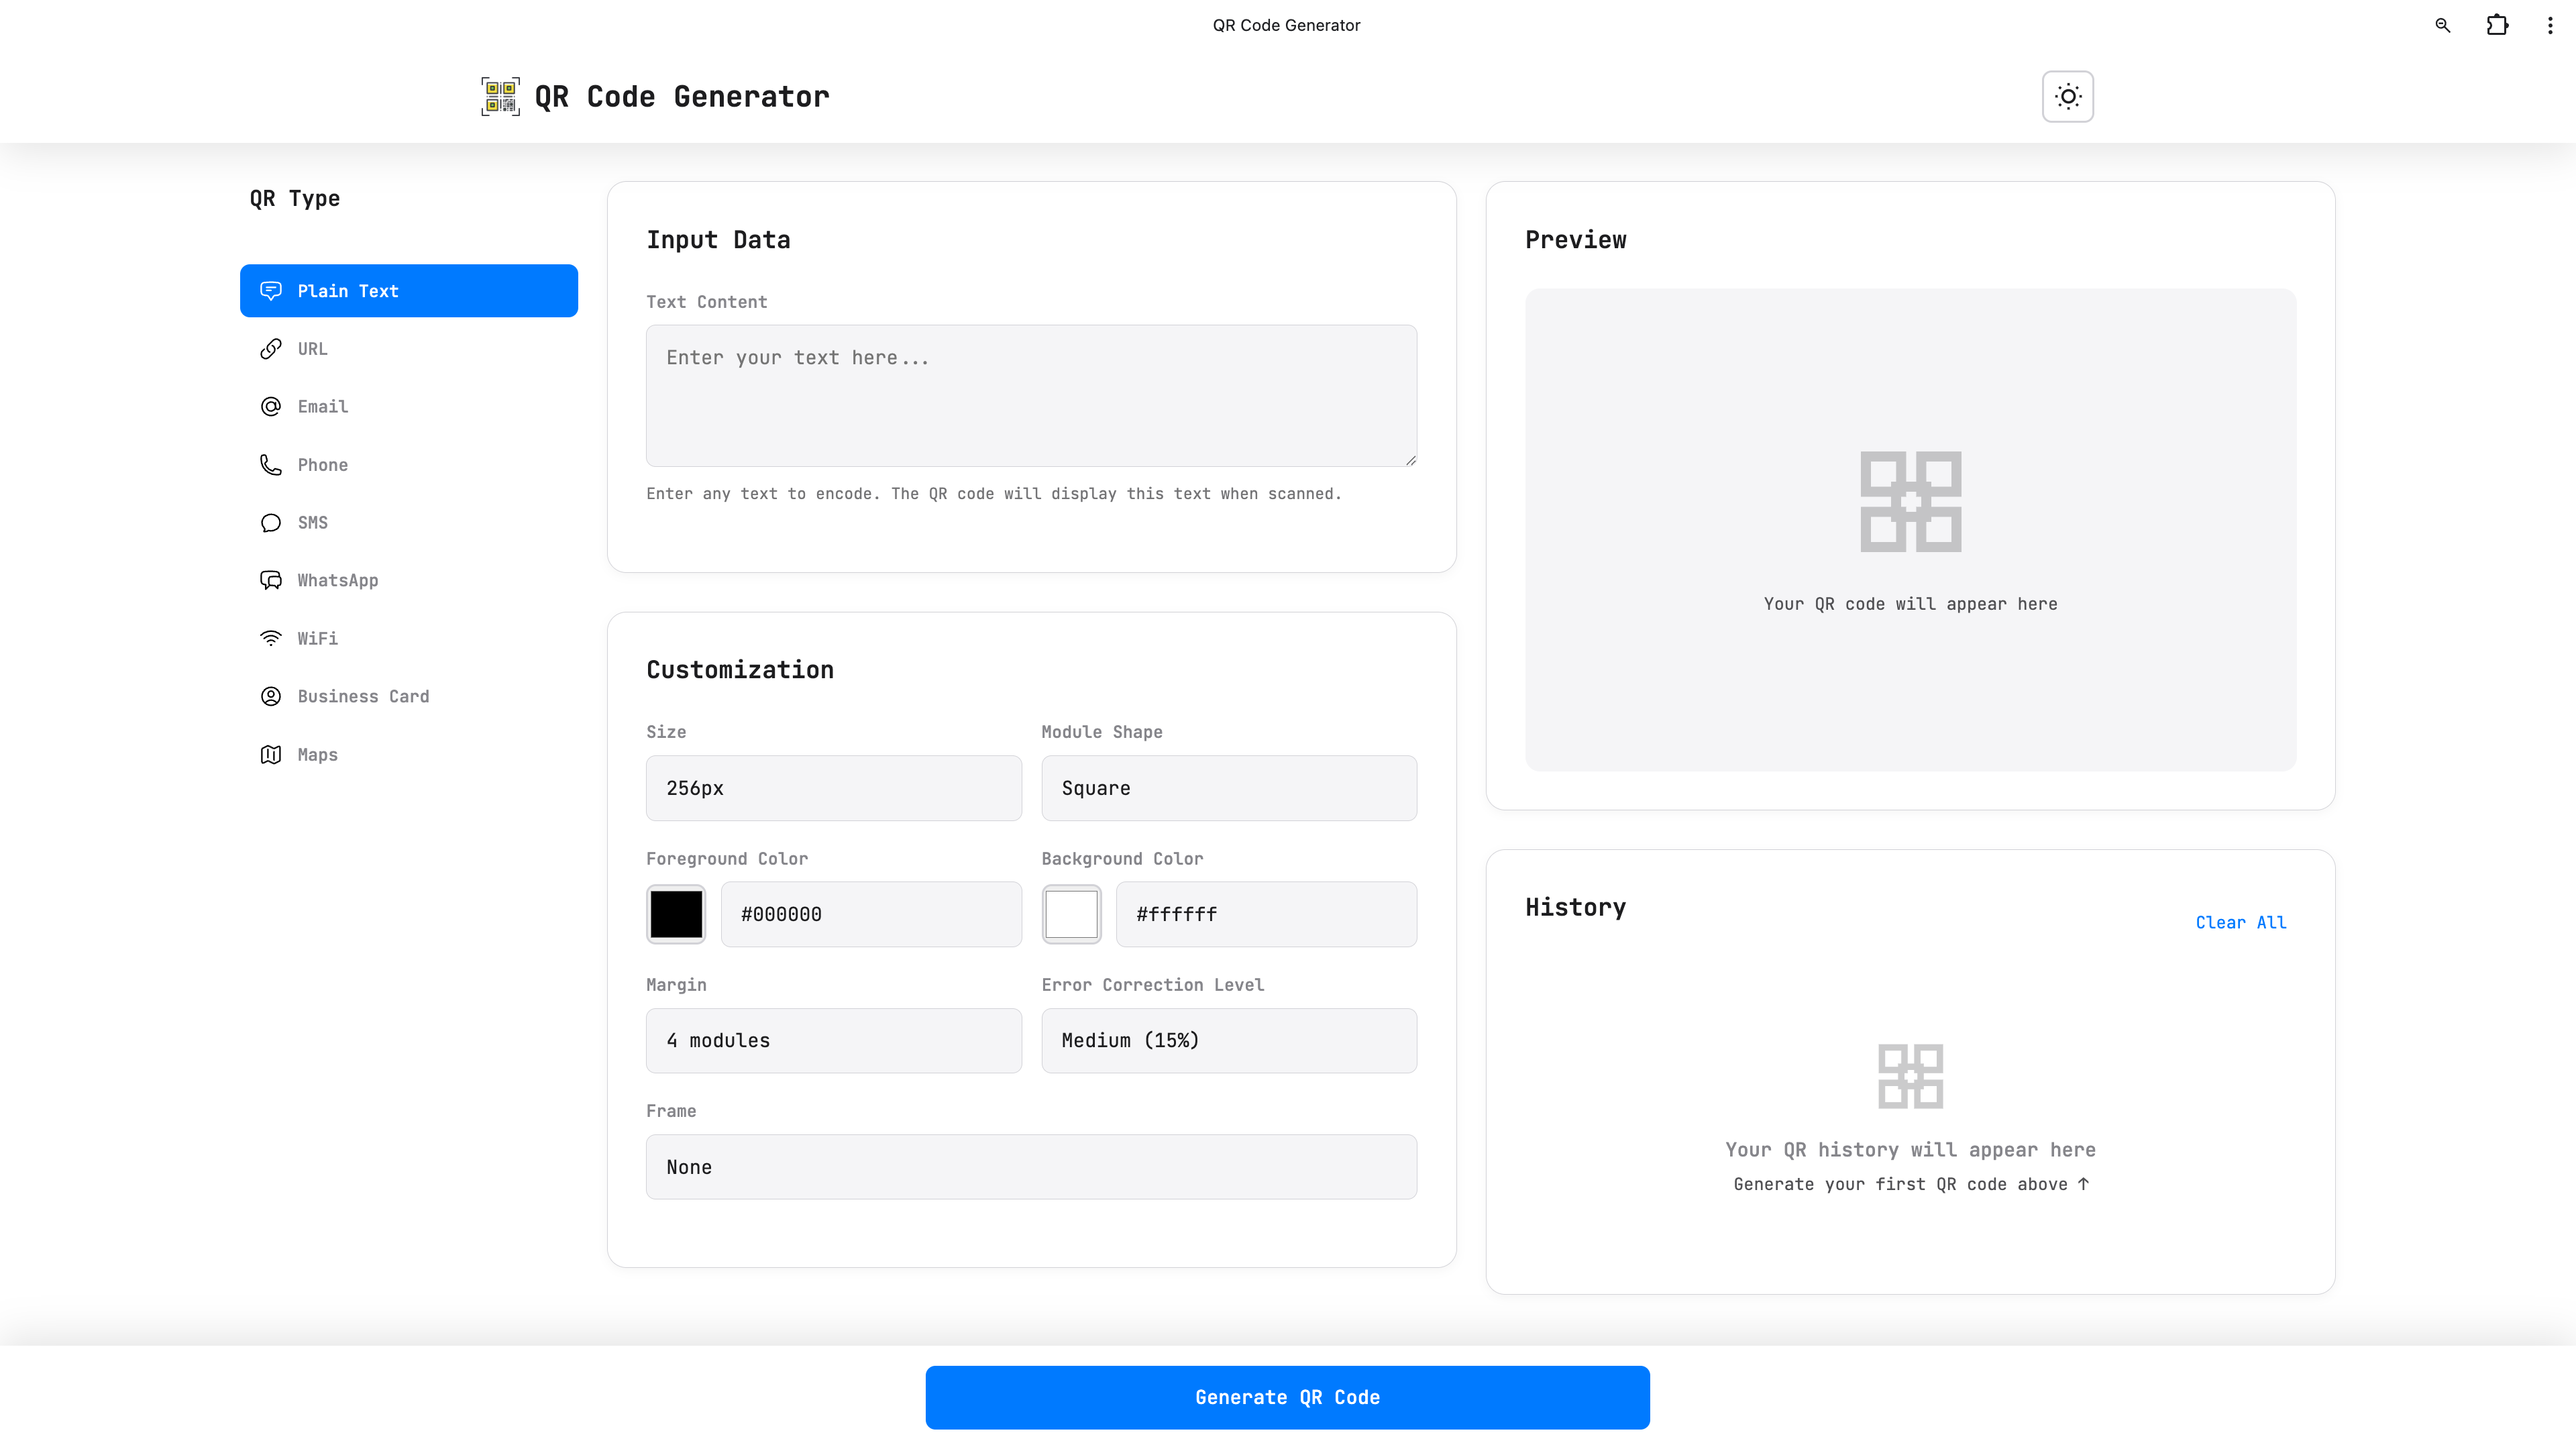 QR Code Generator
QR Code Generator
QR Type
Plain Text
URL
Email
Phone
SMS
WhatsApp
WiFi
Business Card
Maps
Input Data
Text Content
Enter your text here...
Enter any text to encode. The QR code will display this text when scanned.
Customization
Size
Module Shape
256px
Square
Foreground Color
Background Color
#000000
#ffffff
Margin
Error Correction Level
4 modules
Medium (15%)
Frame
None
Preview
Your QR code will appear here
History
Clear All
Your QR history will appear here
Generate your first QR code above ↑
Generate QR Code